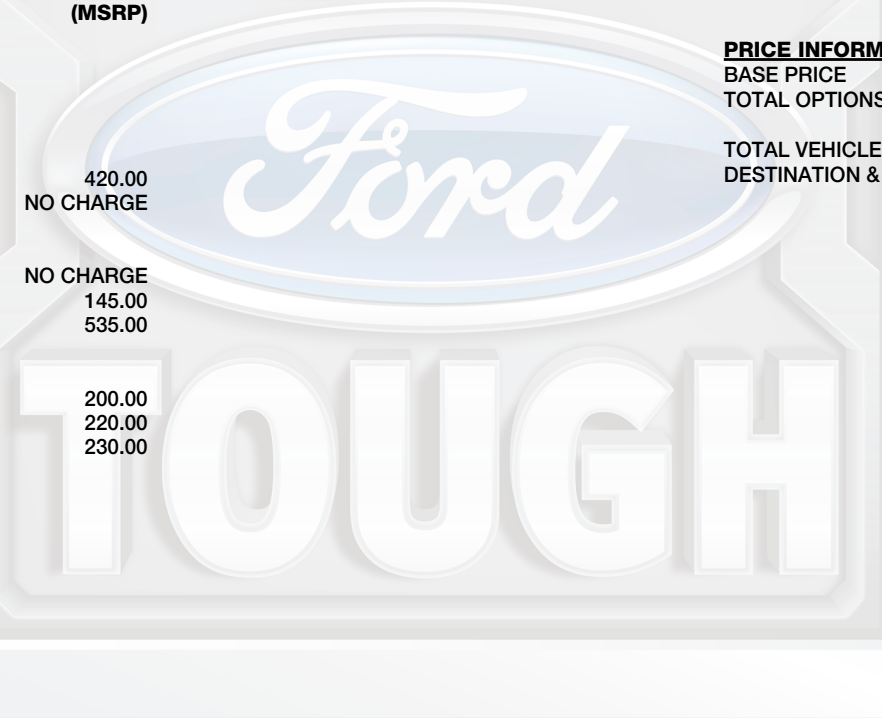 (MSRP)
420.00
NO CHARGE
NO CHARGE
145.00
535.00
200.00
220.00
230.00
PRICE INFORM
BASE PRICE
TOTAL OPTIONS
TOTAL VEHICLE
DESTINATION &
Ford
TOUGH